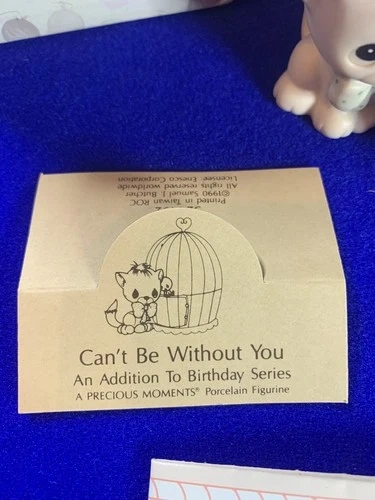 Licensee: Enesco Corporation
All rights reserved worldwide
©1990 Samuel J. Butcher
Printed in Taiwan ROC
Can't Be Without You
An Addition To Birthday Series
A PRECIOUS MOMENTS® Porcelain Figurine